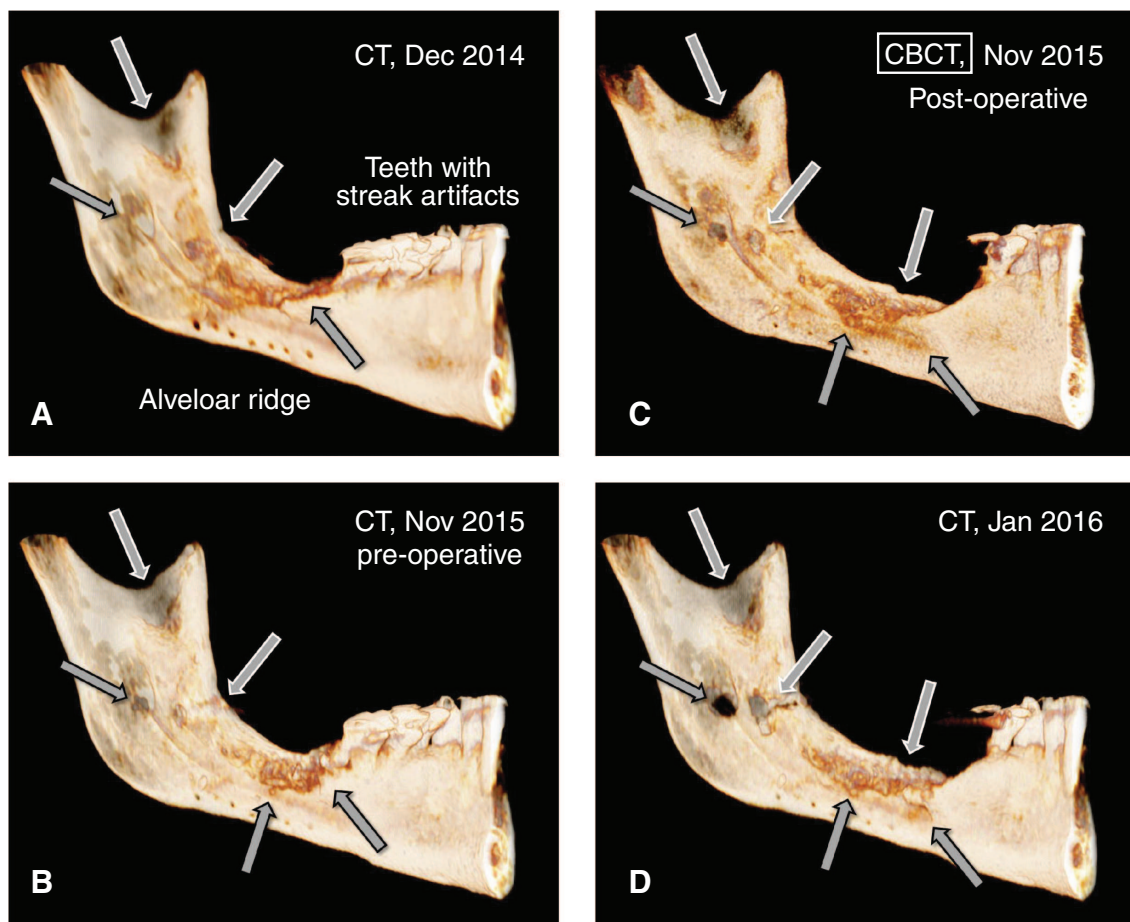 CT, Dec 2014
Teeth with
streak artifacts
Alveloar ridge
A
CT, Nov 2015
pre-operative
B
CBCT, Nov 2015
Post-operative
C
CT, Jan 2016
D